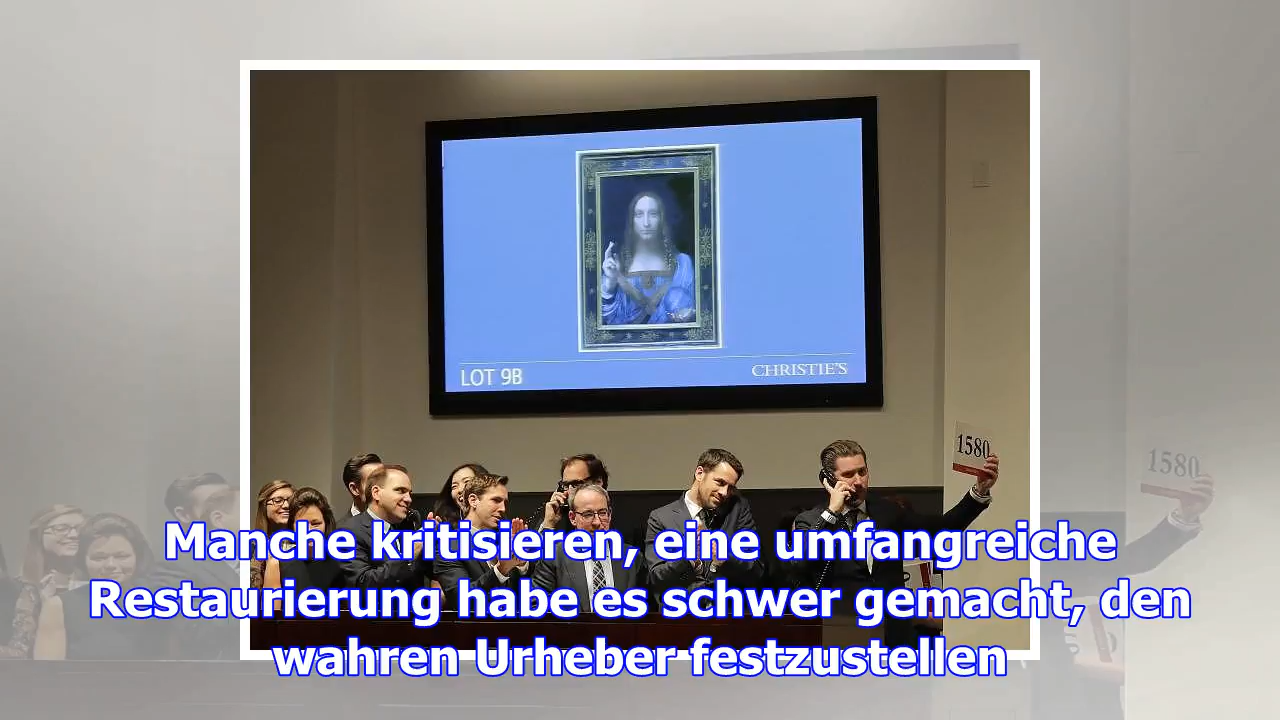 LOT 9B
CHRISTIE'S
1580
1580
Manche kritisieren, eine umfangreiche
Restaurierung habe es schwer gemacht, den
wahren Urheber festzustellen